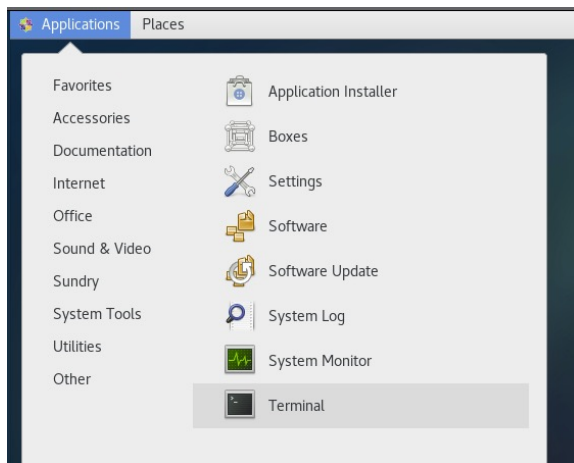 Applications Places
Favorites
Accessories
Documentation
Internet
Office
Sound & Video
Sundry
System Tools
Utilities
Other
Application Installer
Boxes
Settings
Software
Software Update
System Log
System Monitor
Terminal